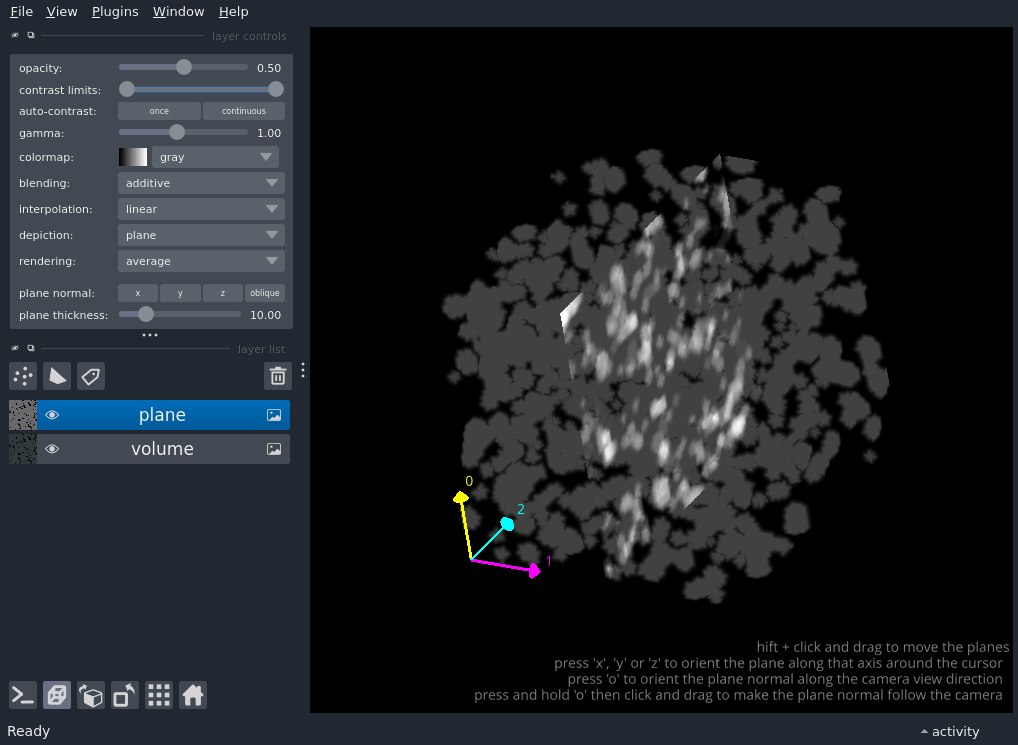 File View Plugins Window Help
layer controls
opacity: 0.50
contrast limits:
auto-contrast: once continuous
gamma: 1.00
colormap: gray
blending: additive
interpolation: linear
depiction: plane
rendering: average
plane normal: x y z oblique
plane thickness: 10.00
layer list
plane
volume
0
2
1
hift + click and drag to move the planes
press 'x', 'y' or 'z' to orient the plane along that axis around the cursor
press 'o' to orient the plane normal along the camera view direction
press and hold 'o' then click and drag to make the plane normal follow the camera
Ready activity